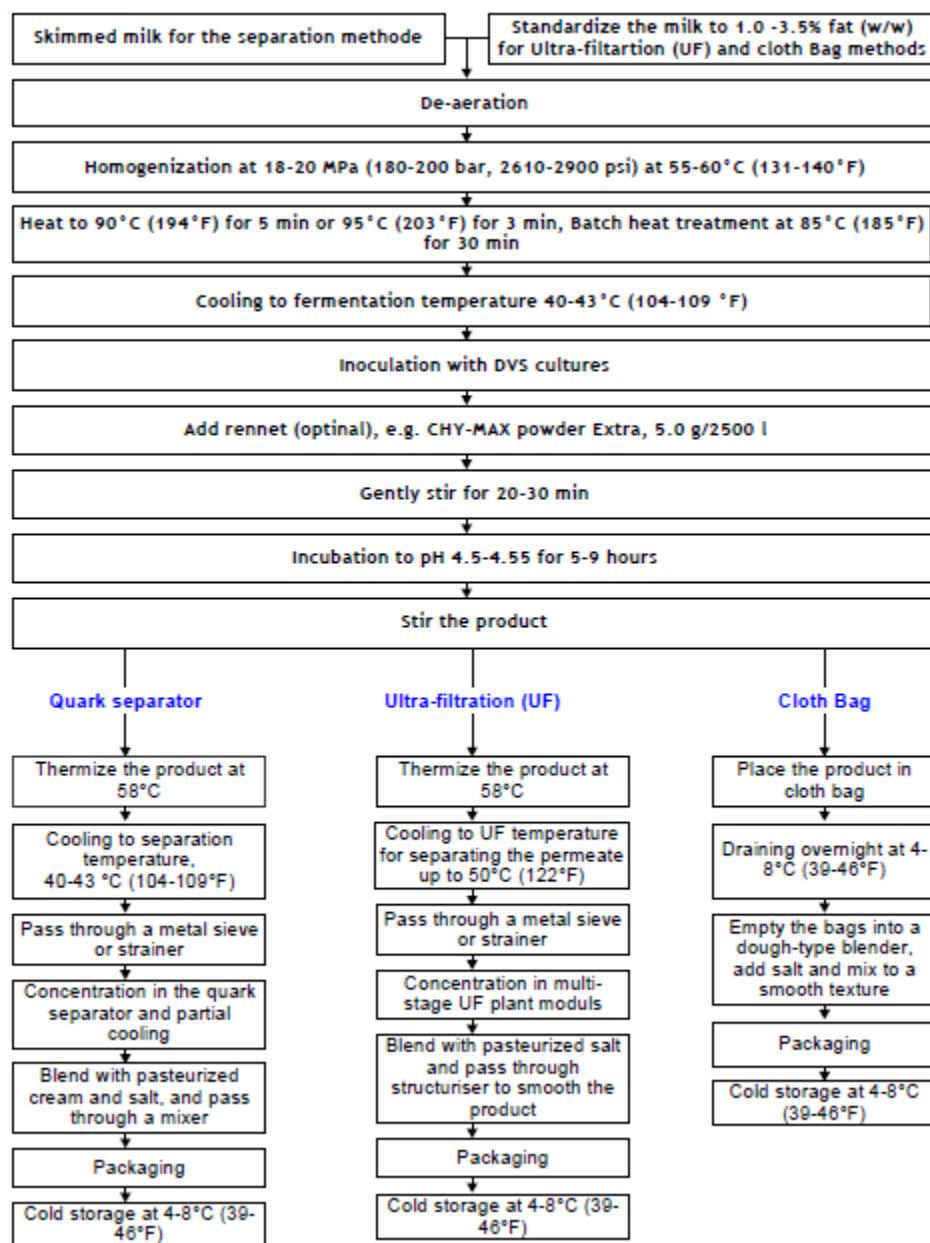 Skimmed milk for the separation methode
Standardize the milk to 1.0 -3.5% fat (w/w)
for Ultra-filtartion (UF) and cloth Bag methods
De-aeration
Homogenization at 18-20 MPa (180-200 bar, 2610-2900 psi) at 55-60°C (131-140°F)
Heat to 90°C (194°F) for 5 min or 95°C (203°F) for 3 min, Batch heat treatment at 85°C (185°F)
for 30 min
Cooling to fermentation temperature 40-43°C (104-109 °F)
Inoculation with DVS cultures
Add rennet (optinal), e.g. CHY-MAX powder Extra, 5.0 g/2500 l
Gently stir for 20-30 min
Incubation to pH 4.5-4.55 for 5-9 hours
Stir the product
Quark separator
Thermize the product at
58°C
Cooling to separation
temperature,
40-43 °C (104-109°F)
Pass through a metal sieve
or strainer
Concentration in the quark
separator and partial
cooling
Blend with pasteurized
cream and salt, and pass
through a mixer
Packaging
Cold storage at 4-8°C (39-
46°F)
Ultra-filtration (UF)
Thermize the product at
58°C
Cooling to UF temperature
for separating the permeate
up to 50°C (122°F)
Pass through a metal sieve
or strainer
Concentration in multi-
stage UF plant moduls
Blend with pasteurized salt
and pass through
structuriser to smooth the
product
Packaging
Cold storage at 4-8°C (39-
46°F)
Cloth Bag
Place the product in
cloth bag
Draining overnight at 4-
8°C (39-46°F)
Empty the bags into a
dough-type blender,
add salt and mix to a
smooth texture
Packaging
Cold storage at 4-8°C
(39-46°F)